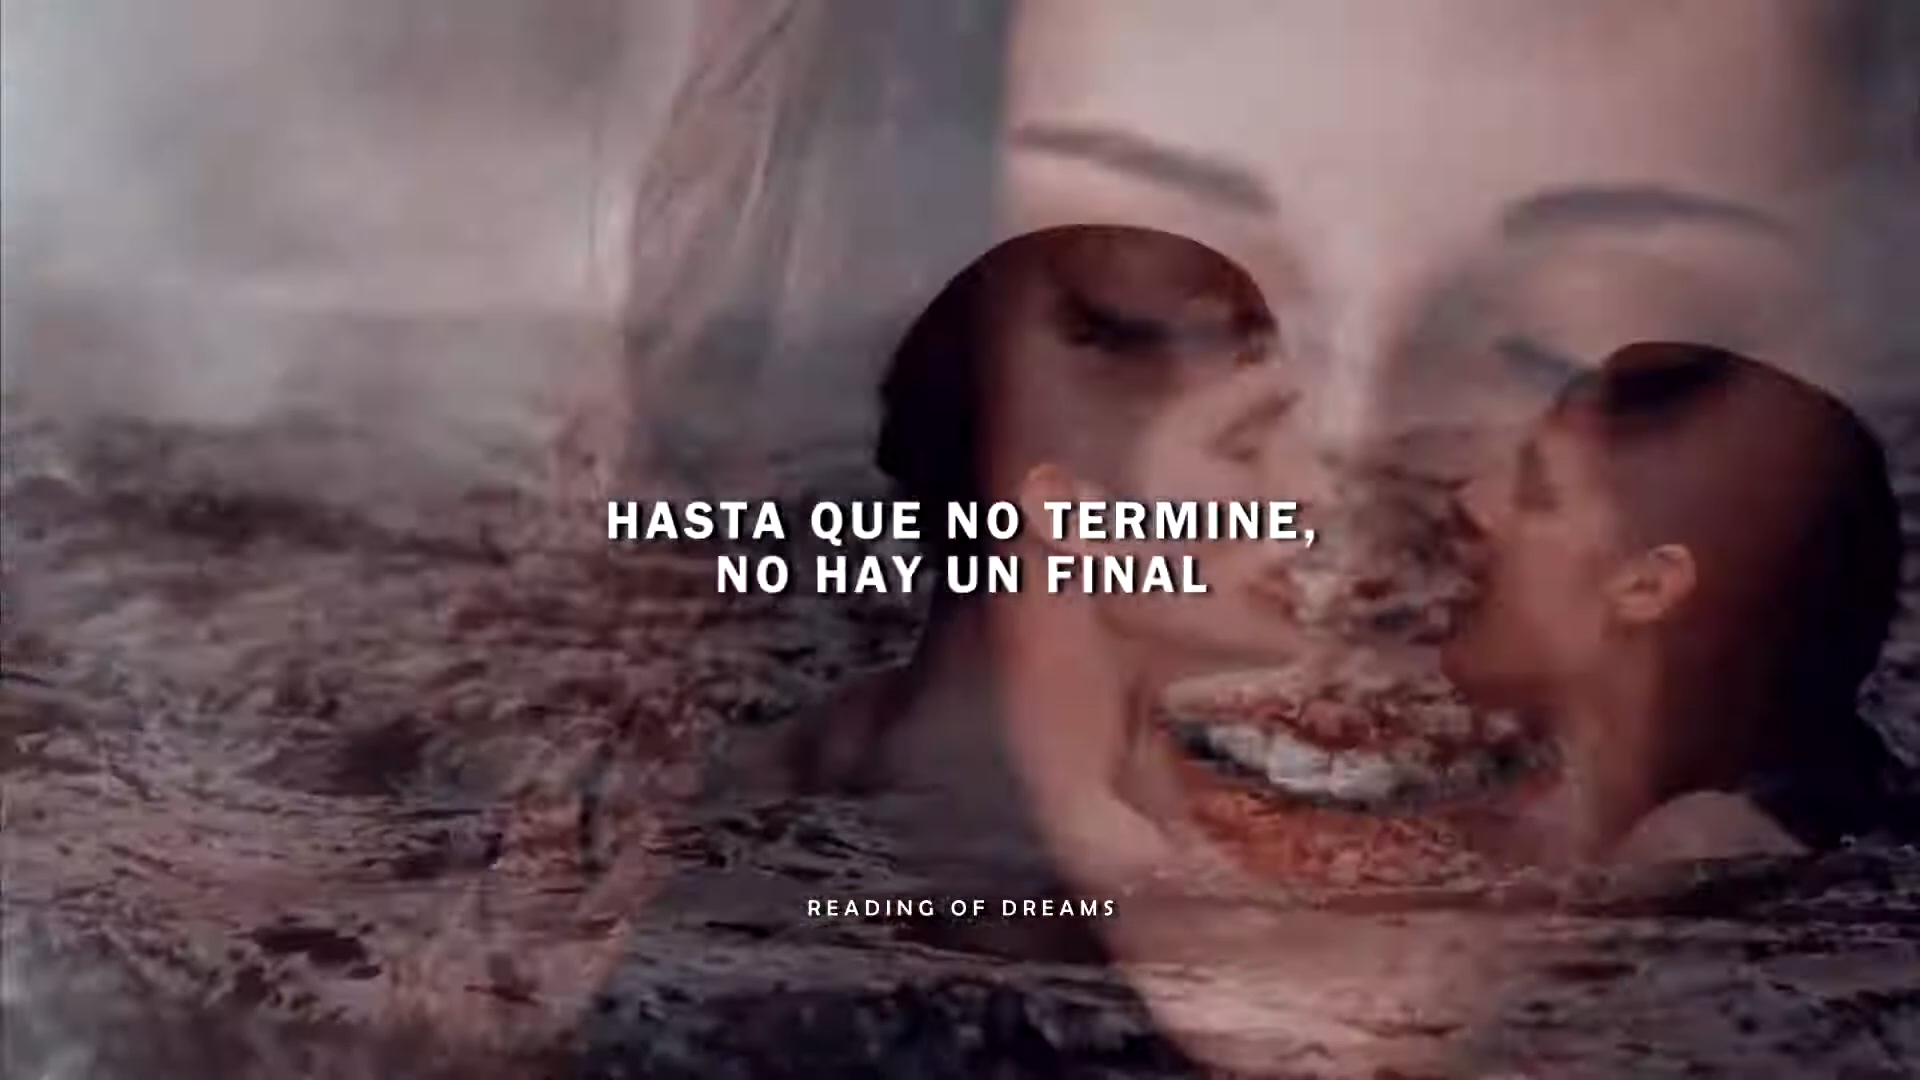 HASTA QUE NO TERMINE,
NO HAY UN FINAL
READING OF DREAMS